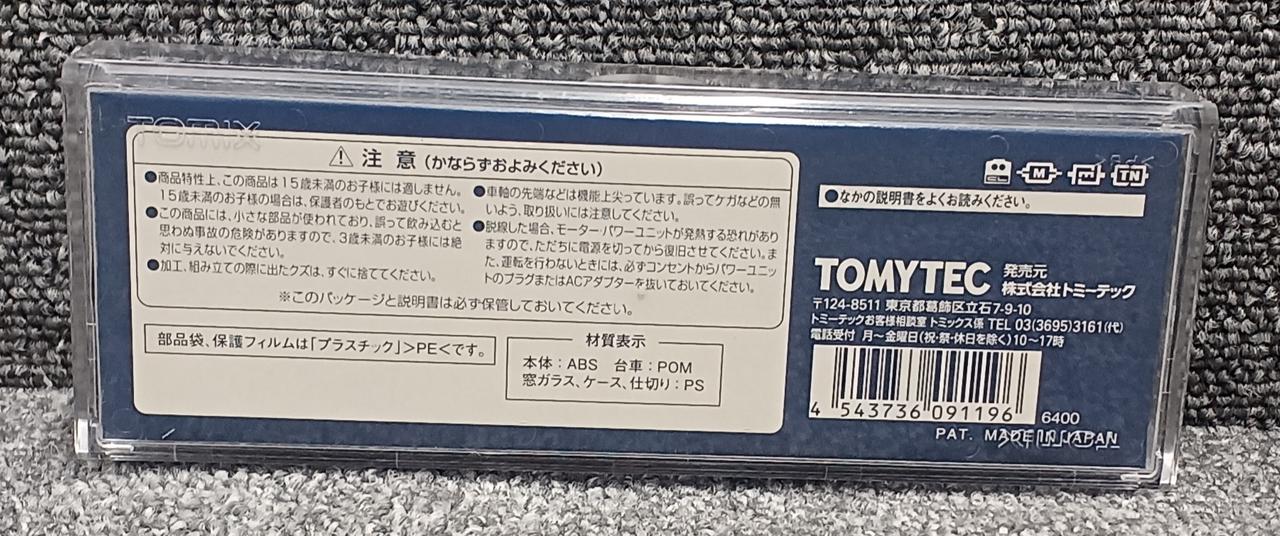 TOMIX
⚠ 注意 (かならずおよみください)
●商品特性上、この商品は15歳未満のお子様には適しません。
15歳未満のお子様の場合は、保護者のもとでお遊びください。
●この商品には、小さな部品が使われており、誤って飲み込むと
思わぬ事故の危険がありますので、3歳未満のお子様には絶
対に与えないでください。
●加工、組み立ての際に出たクズは、すぐに捨ててください。
●車軸の先端などは機能上尖っています。誤ってケガなどの無
いよう、取り扱いには注意してください。
●脱線した場合、モーター・パワーユニットが発熱する恐れがあり
ますので、ただちに電源を切ってから復旧させてください。ま
た、運転を行わないときには、必ずコンセントからパワーユニッ
トのプラグまたはACアダプターを抜いておいてください。
※このパッケージと説明書は必ず保管しておいてください。
部品袋、保護フィルムは「プラスチック」>PE<です。
材質表示
本体:ABS 台車:POM
窓ガラス、ケース、仕切り:PS
CL M TN
●なかの説明書をよくお読みください。
TOMYTEC 発売元
株式会社トミーテック
〒124-8511 東京都葛飾区立石7-9-10
トミーテックお客様相談室 トミックス係 TEL 03(3695)3161(代)
電話受付 月~金曜日(祝・祭・休日を除く)10~17時
4 543736 091196
6400
PAT. MADE IN JAPAN